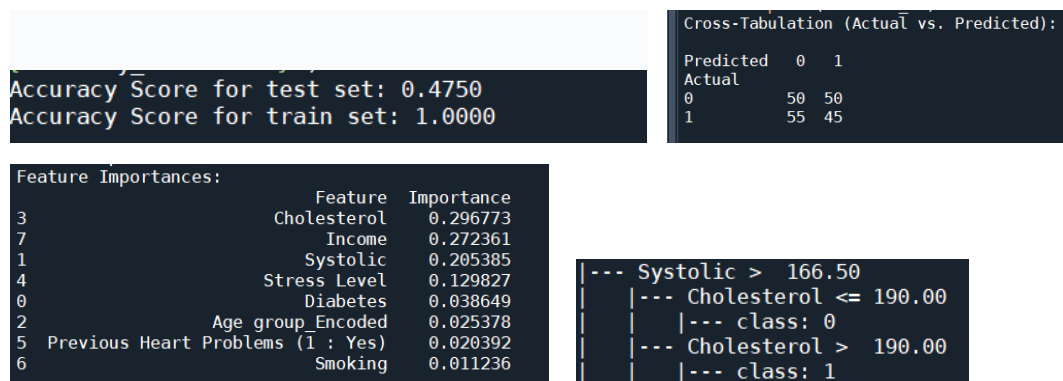 Accuracy Score for test set: 0.4750
Accuracy Score for train set: 1.0000
Cross-Tabulation (Actual vs. Predicted):
Predicted   0   1
Actual
0          50  50
1          55  45
Feature Importances:
                             Feature  Importance
3                        Cholesterol    0.296773
7                             Income    0.272361
1                           Systolic    0.205385
4                       Stress Level    0.129827
0                           Diabetes    0.038649
2                  Age group_Encoded    0.025378
5  Previous Heart Problems (1 : Yes)    0.020392
6                            Smoking    0.011236
|--- Systolic >  166.50
|   |--- Cholesterol <= 190.00
|   |   |--- class: 0
|   |--- Cholesterol >  190.00
|   |   |--- class: 1